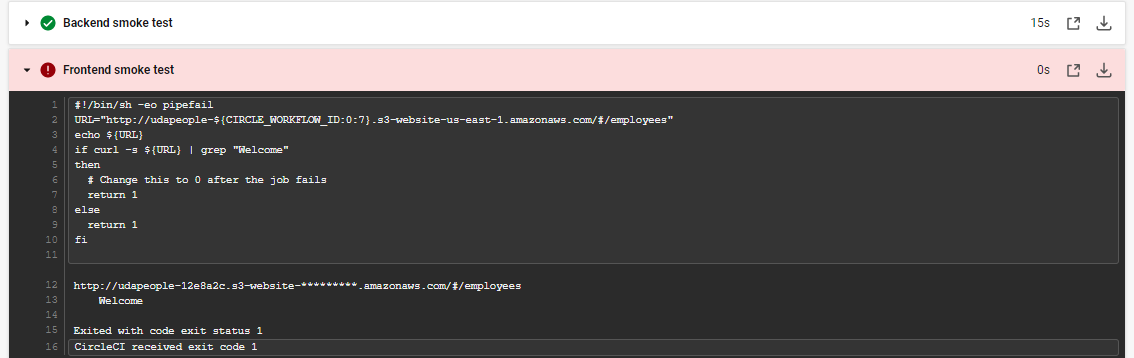 Backend smoke test 15s
Frontend smoke test 0s
1 #!/bin/sh -eo pipefail
2 URL="http://udapeople-${CIRCLE_WORKFLOW_ID:0:7}.s3-website-us-east-1.amazonaws.com/#/employees"
3 echo ${URL}
4 if curl -s ${URL} | grep "Welcome"
5 then
6   # Change this to 0 after the job fails
7   return 1
8 else
9   return 1
10 fi
11
12 http://udapeople-12e8a2c.s3-website-*********.amazonaws.com/#/employees
13     Welcome
14
15 Exited with code exit status 1
16 CircleCI received exit code 1